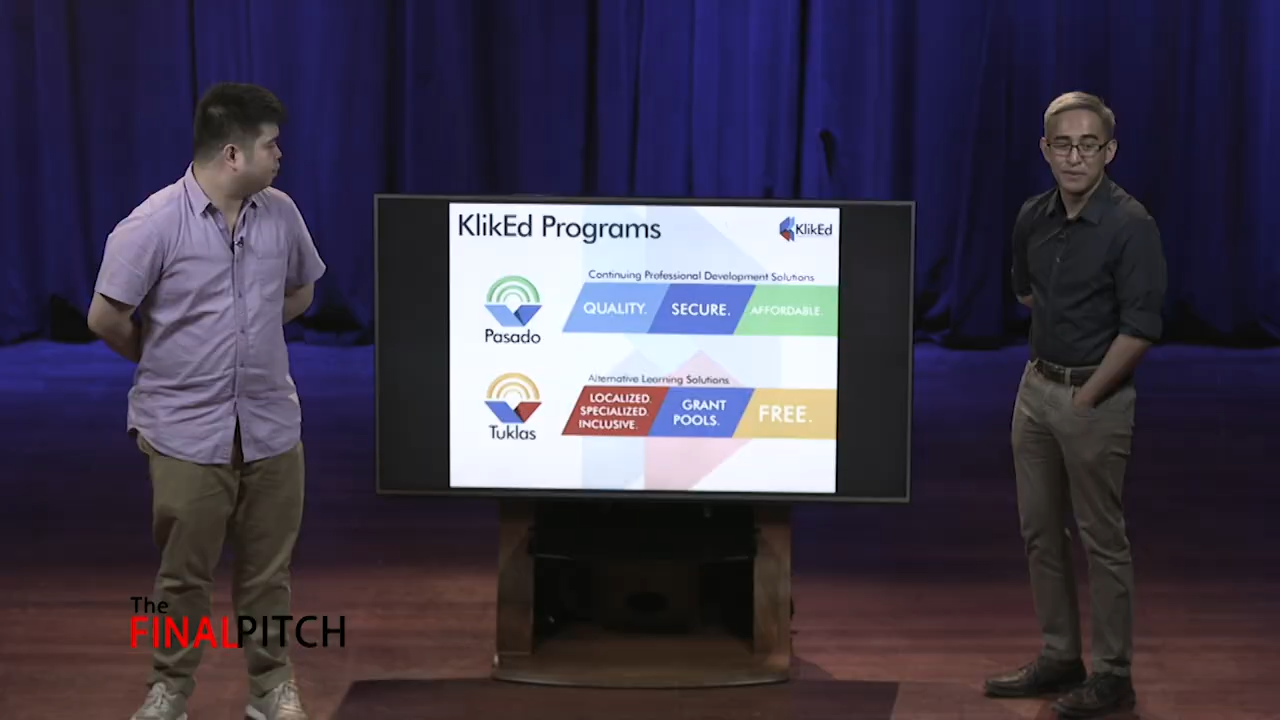 KlikEd Programs
KlikEd
Continuing Professional Development Solutions
QUALITY. SECURE. AFFORDABLE.
Pasado
Alternative Learning Solutions
LOCALIZED.
SPECIALIZED.
INCLUSIVE.
GRANT
POOLS.
FREE.
Tuklas
The
FINALPITCH